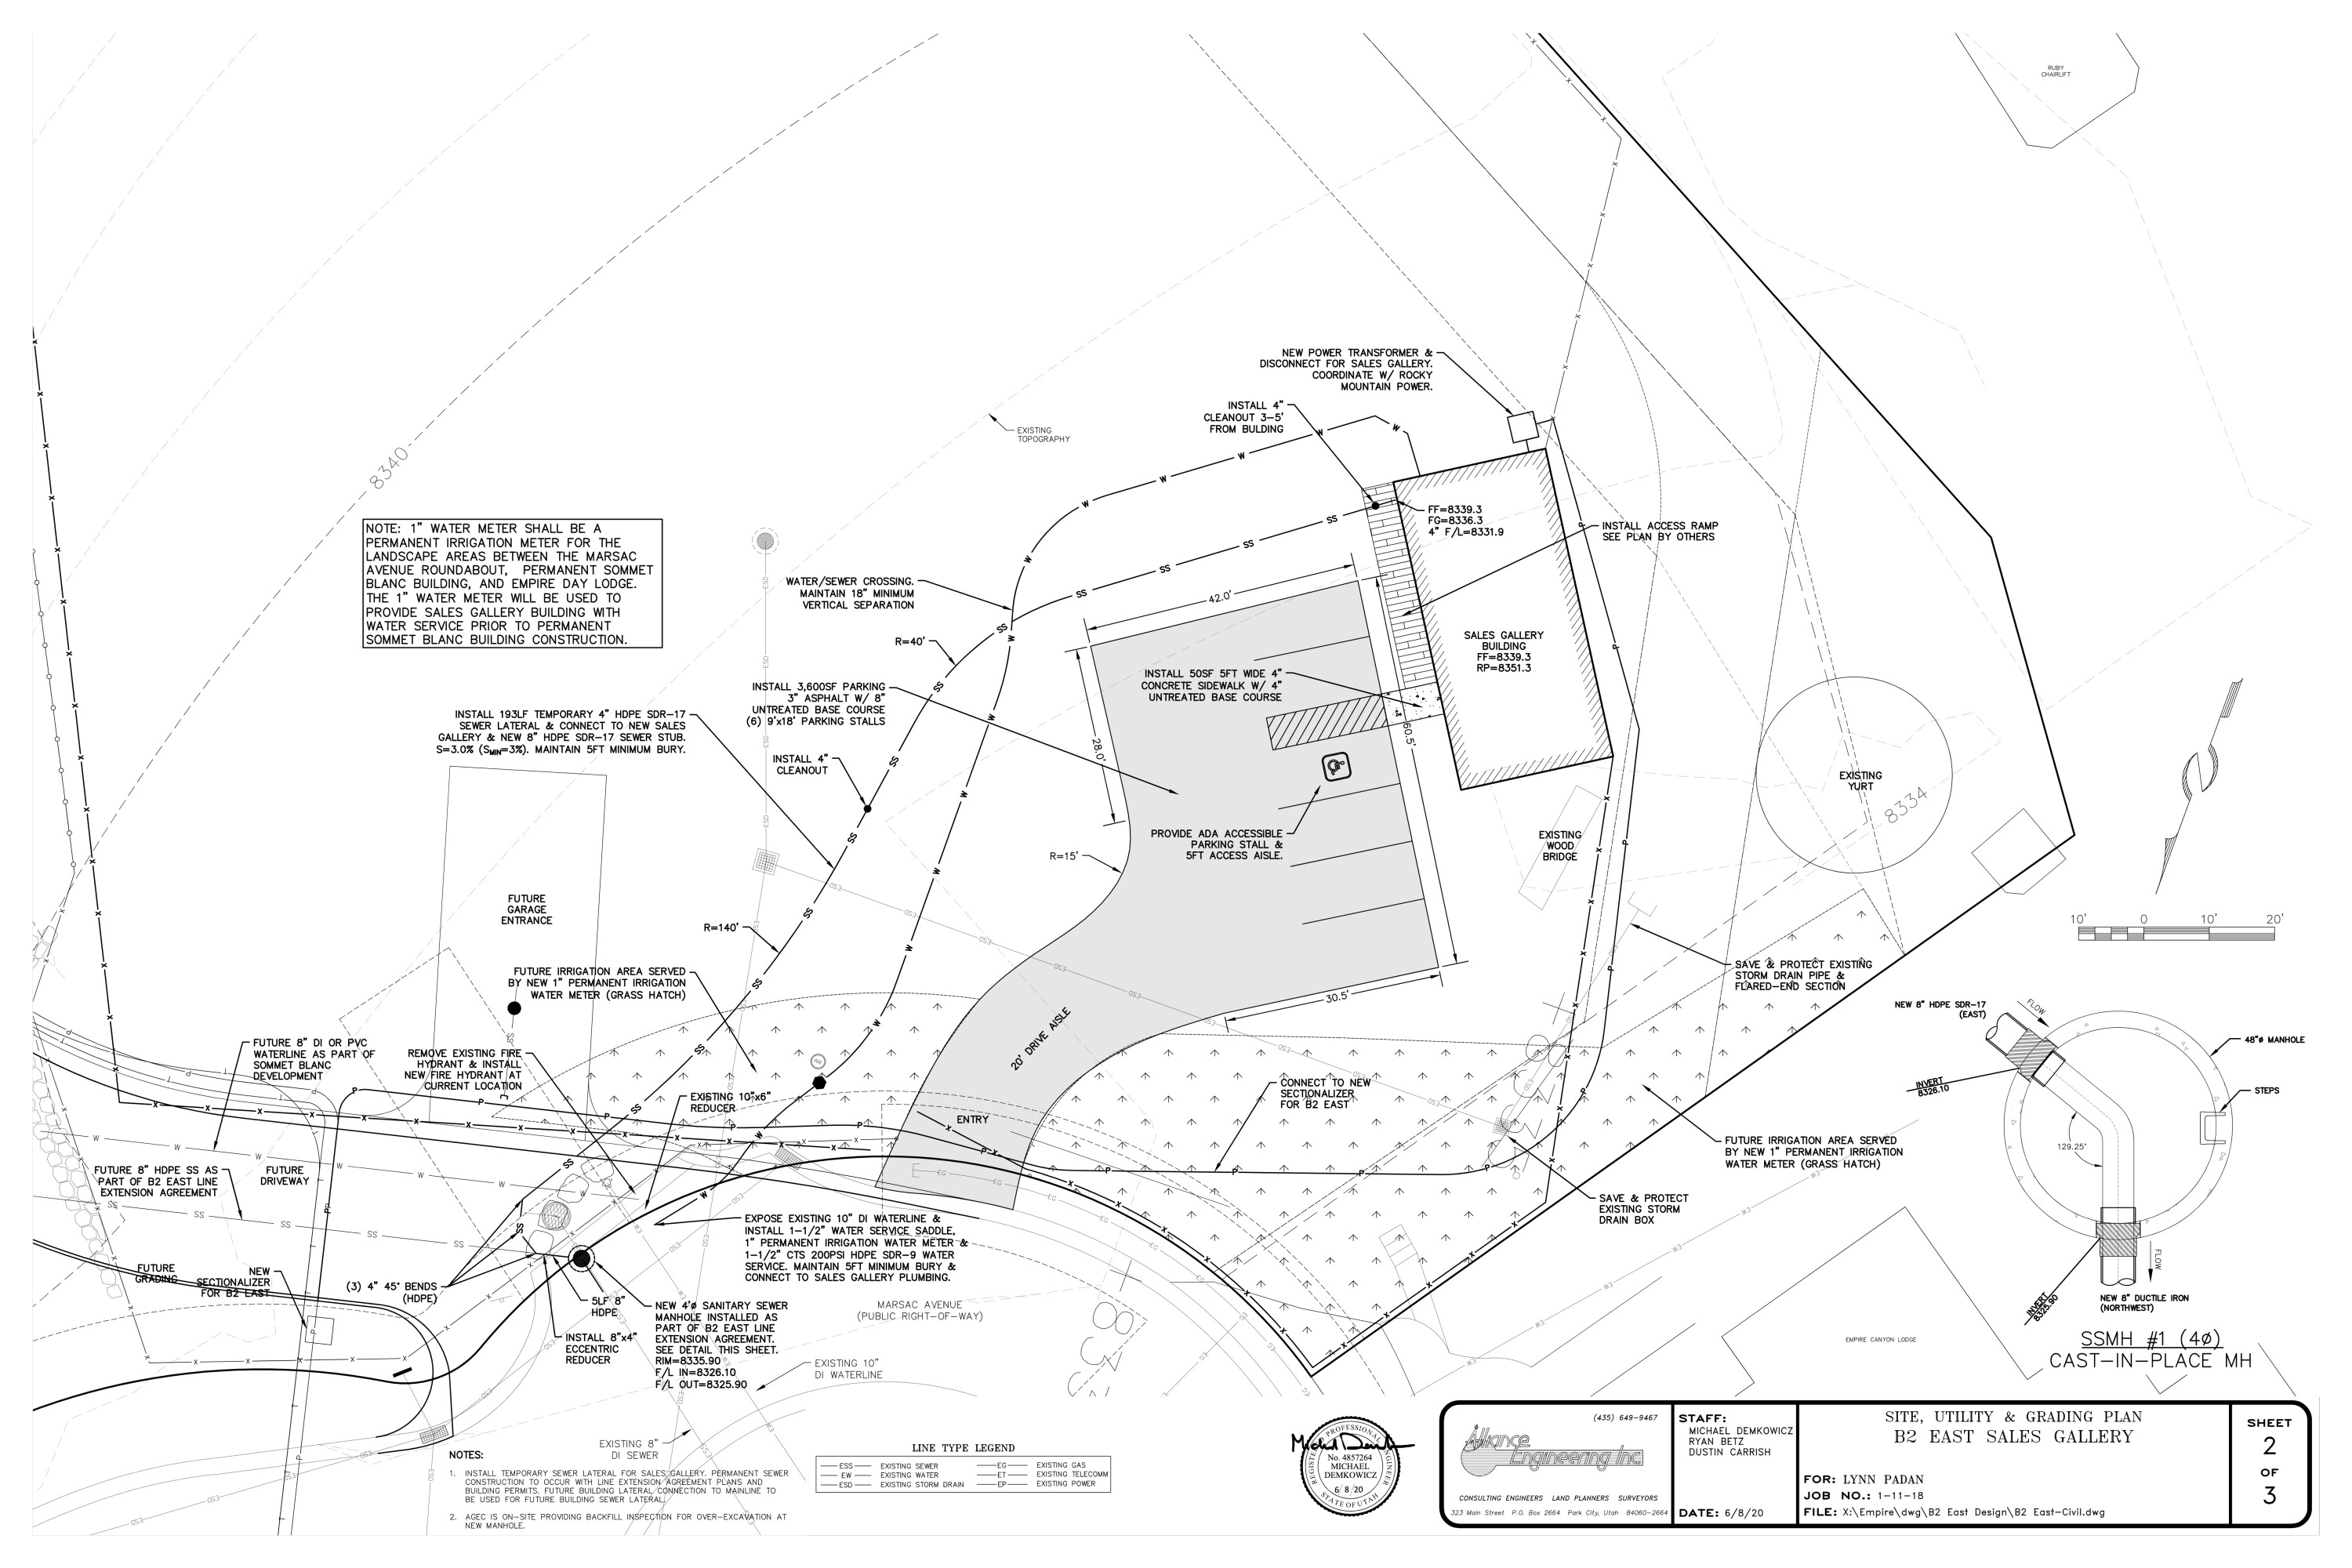 RUBY
CHAIRLIFT
NEW POWER TRANSFORMER &
DISCONNECT FOR SALES GALLERY.
COORDINATE W/ ROCKY
MOUNTAIN POWER.
INSTALL 4"
CLEANOUT 3-5'
FROM BULDING
EXISTING
TOPOGRAPHY
8340
NOTE: 1" WATER METER SHALL BE A
PERMANENT IRRIGATION METER FOR THE
LANDSCAPE AREAS BETWEEN THE MARSAC
AVENUE ROUNDABOUT, PERMANENT SOMMET
BLANC BUILDING, AND EMPIRE DAY LODGE.
THE 1" WATER METER WILL BE USED TO
PROVIDE SALES GALLERY BUILDING WITH
WATER SERVICE PRIOR TO PERMANENT
SOMMET BLANC BUILDING CONSTRUCTION.
FF=8339.3
FG=8336.3
4" F/L=8331.9
INSTALL ACCESS RAMP
SEE PLAN BY OTHERS
WATER/SEWER CROSSING.
MAINTAIN 18" MINIMUM
VERTICAL SEPARATION
42.0'
R=40'
SALES GALLERY
BUILDING
FF=8339.3
RP=8351.3
INSTALL 50SF 5FT WIDE 4"
CONCRETE SIDEWALK W/ 4"
UNTREATED BASE COURSE
INSTALL 3,600SF PARKING
3" ASPHALT W/ 8"
UNTREATED BASE COURSE
(6) 9'x18' PARKING STALLS
INSTALL 193LF TEMPORARY 4" HDPE SDR-17
SEWER LATERAL & CONNECT TO NEW SALES
GALLERY & NEW 8" HDPE SDR-17 SEWER STUB.
S=3.0% (SMIN=3%). MAINTAIN 5FT MINIMUM BURY.
28.0'
60.5'
INSTALL 4"
CLEANOUT
EXISTING
YURT
8334
PROVIDE ADA ACCESSIBLE
PARKING STALL &
5FT ACCESS AISLE.
EXISTING
WOOD
BRIDGE
R=15'
FUTURE
GARAGE
ENTRANCE
R=140'
10' 0 10' 20'
FUTURE IRRIGATION AREA SERVED
BY NEW 1" PERMANENT IRRIGATION
WATER METER (GRASS HATCH)
SAVE & PROTECT EXISTING
STORM DRAIN PIPE &
FLARED-END SECTION
30.5'
20' DRIVE AISLE
NEW 8" HDPE SDR-17
(EAST)
FLOW
48"ø MANHOLE
INVERT
8326.10
STEPS
129.25°
FLOW
INVERT
8325.90
NEW 8" DUCTILE IRON
(NORTHWEST)
SSMH #1 (4ø)
CAST-IN-PLACE MH
FUTURE 8" DI OR PVC
WATERLINE AS PART OF
SOMMET BLANC
DEVELOPMENT
REMOVE EXISTING FIRE
HYDRANT & INSTALL
NEW FIRE HYDRANT AT
CURRENT LOCATION
EXISTING 10"x6"
REDUCER
ENTRY
CONNECT TO NEW
SECTIONALIZER
FOR B2 EAST
FUTURE IRRIGATION AREA SERVED
BY NEW 1" PERMANENT IRRIGATION
WATER METER (GRASS HATCH)
FUTURE 8" HDPE SS AS
PART OF B2 EAST LINE
EXTENSION AGREEMENT
FUTURE
DRIVEWAY
SAVE & PROTECT
EXISTING STORM
DRAIN BOX
EXPOSE EXISTING 10" DI WATERLINE &
INSTALL 1-1/2" WATER SERVICE SADDLE,
1" PERMANENT IRRIGATION WATER METER &
1-1/2" CTS 200PSI HDPE SDR-9 WATER
SERVICE. MAINTAIN 5FT MINIMUM BURY &
CONNECT TO SALES GALLERY PLUMBING.
FUTURE
GRADING
NEW
SECTIONALIZER
FOR B2 EAST
(3) 4" 45° BENDS
(HDPE)
5LF 8"
HDPE
INSTALL 8"x4"
ECCENTRIC
REDUCER
NEW 4'ø SANITARY SEWER
MANHOLE INSTALLED AS
PART OF B2 EAST LINE
EXTENSION AGREEMENT.
SEE DETAIL THIS SHEET.
RIM=8335.90
F/L IN=8326.10
F/L OUT=8325.90
MARSAC AVENUE
(PUBLIC RIGHT-OF-WAY)
EXISTING 10"
DI WATERLINE
EXISTING 8"
DI SEWER
EMPIRE CANYON LODGE
NOTES:
1. INSTALL TEMPORARY SEWER LATERAL FOR SALES GALLERY. PERMANENT SEWER
CONSTRUCTION TO OCCUR WITH LINE EXTENSION AGREEMENT PLANS AND
BUILDING PERMITS. FUTURE BUILDING LATERAL CONNECTION TO MAINLINE TO
BE USED FOR FUTURE BUILDING SEWER LATERAL.
2. AGEC IS ON-SITE PROVIDING BACKFILL INSPECTION FOR OVER-EXCAVATION AT
NEW MANHOLE.
LINE TYPE LEGEND
ESS EXISTING SEWER
EW EXISTING WATER
ESD EXISTING STORM DRAIN
EG EXISTING GAS
ET EXISTING TELECOMM
EP EXISTING POWER
REGISTERED PROFESSIONAL ENGINEER
No. 4857264
MICHAEL
DEMKOWICZ
6/8/20
STATE OF UTAH
(435) 649-9467
Alliance
Engineering Inc
CONSULTING ENGINEERS LAND PLANNERS SURVEYORS
323 Main Street P.O. Box 2664 Park City, Utah 84060-2664
STAFF:
MICHAEL DEMKOWICZ
RYAN BETZ
DUSTIN CARRISH
DATE: 6/8/20
SITE, UTILITY & GRADING PLAN
B2 EAST SALES GALLERY
FOR: LYNN PADAN
JOB NO.: 1-11-18
FILE: X:\Empire\dwg\B2 East Design\B2 East-Civil.dwg
SHEET
2
OF
3